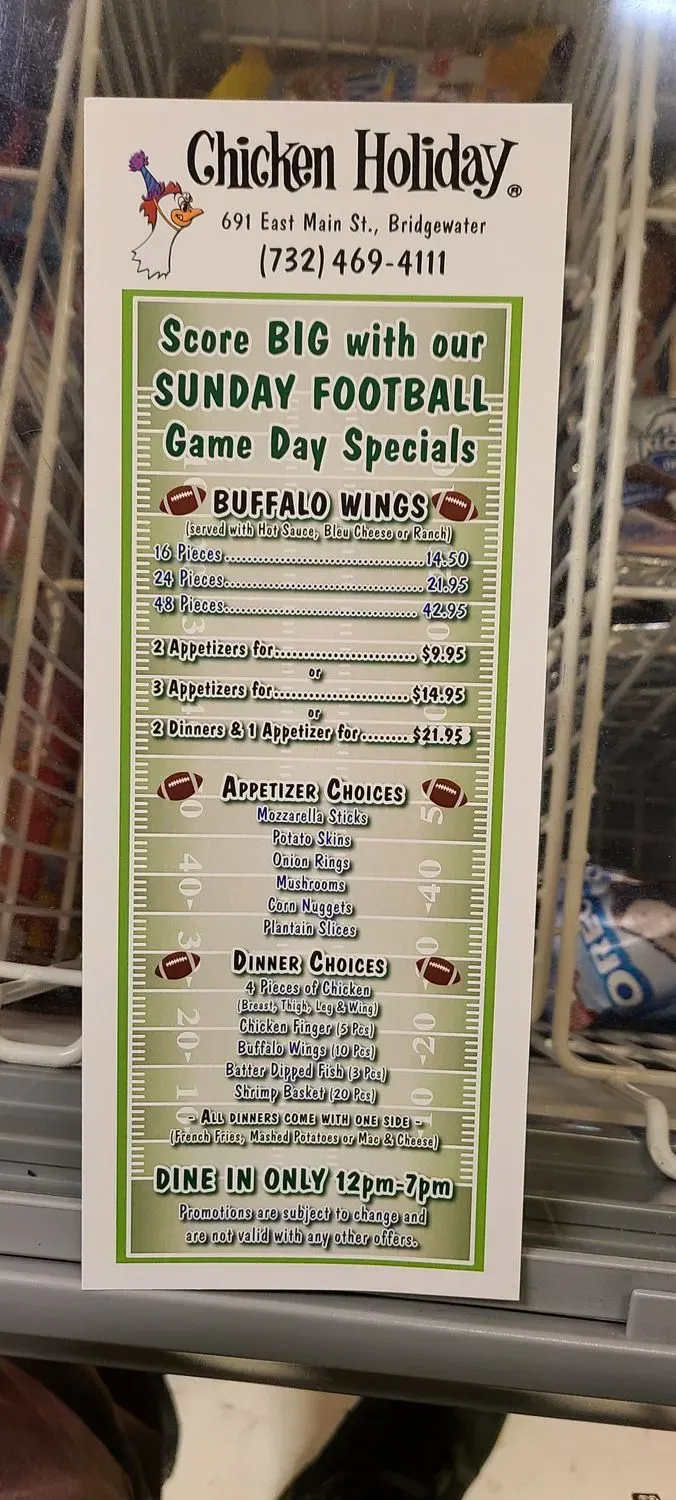 Chicken Holiday®
691 East Main St., Bridgewater
(732) 469-4111
Score BIG with our
SUNDAY FOOTBALL
Game Day Specials
BUFFALO WINGS
(served with Hot Sauce, Bleu Cheese or Ranch)
16 Pieces..................................14.50
24 Pieces..................................21.95
48 Pieces..................................42.95
2 Appetizers for........................$9.95
or
3 Appetizers for.......................$14.95
or
2 Dinners & 1 Appetizer for........$21.95
APPETIZER CHOICES
Mozzarella Sticks
Potato Skins
Onion Rings
Mushrooms
Corn Nuggets
Plantain Slices
DINNER CHOICES
4 Pieces of Chicken
(Breast, Thigh, Leg & Wing)
Chicken Finger (5 Pcs)
Buffalo Wings (10 Pcs)
Batter Dipped Fish (3 Pcs)
Shrimp Basket (20 Pcs)
- ALL DINNERS COME WITH ONE SIDE -
(French Fries, Mashed Potatoes or Mac & Cheese)
DINE IN ONLY 12pm-7pm
Promotions are subject to change and
are not valid with any other offers.
OREO